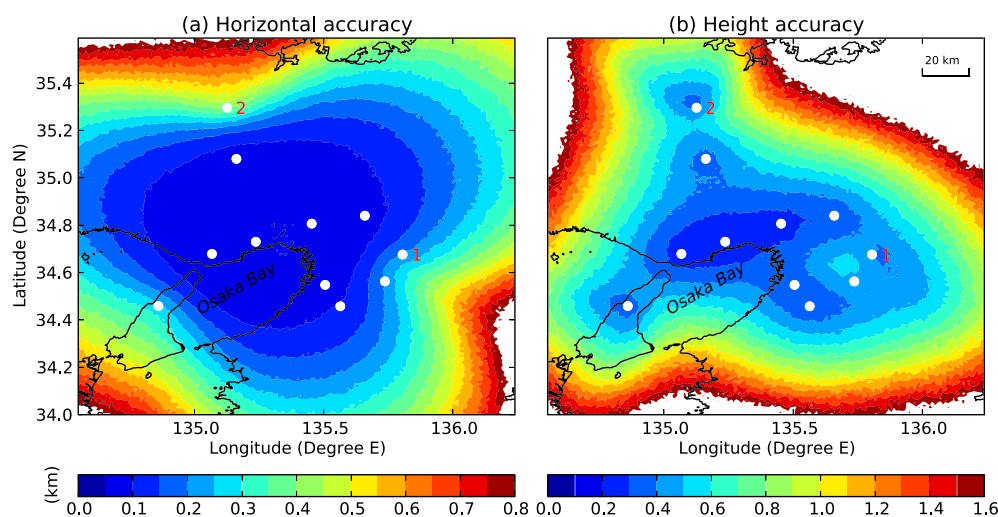 (a) Horizontal accuracy
(b) Height accuracy
Latitude (Degree N)
35.4
35.2
35.0
34.8
34.6
34.4
34.2
34.0
2
1
Osaka Bay
135.0
135.5
136.0
Longitude (Degree E)
20 km
2
1
Osaka Bay
135.0
135.5
136.0
Longitude (Degree E)
(km)
0.0 0.1 0.2 0.3 0.4 0.5 0.6 0.7 0.8
0.0 0.2 0.4 0.6 0.8 1.0 1.2 1.4 1.6